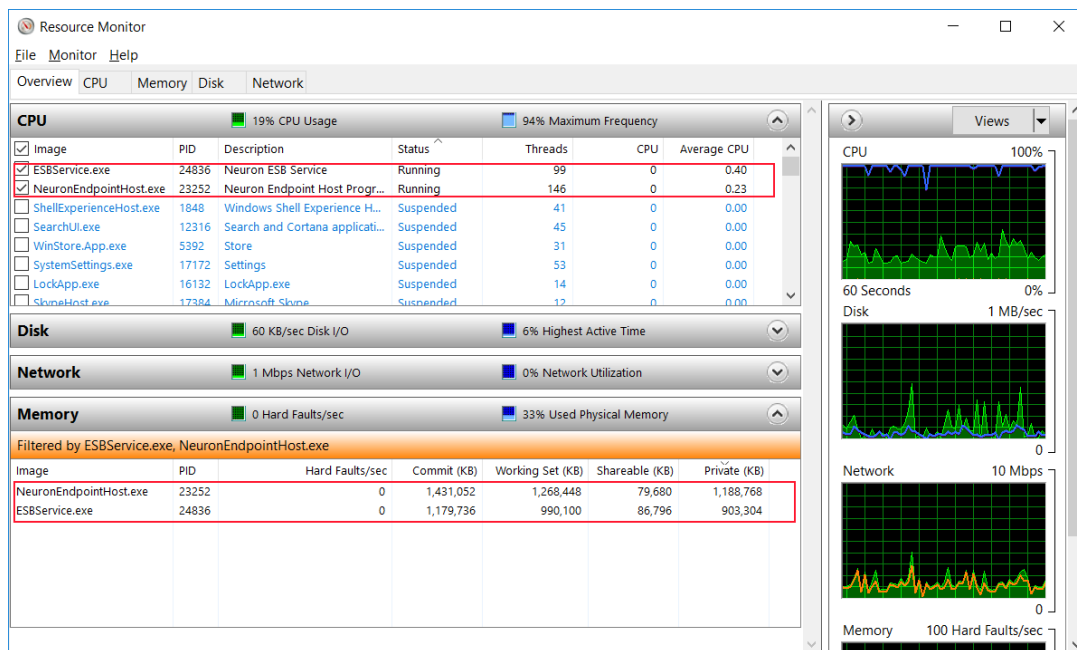 Resource Monitor
File Monitor Help
Overview CPU Memory Disk Network
CPU 19% CPU Usage 94% Maximum Frequency
Image PID Description Status Threads CPU Average CPU
ESBService.exe 24836 Neuron ESB Service Running 99 0 0.40
NeuronEndpointHost.exe 23252 Neuron Endpoint Host Progr... Running 146 0 0.23
ShellExperienceHost.exe 1848 Windows Shell Experience H... Suspended 41 0 0.00
SearchUI.exe 12316 Search and Cortana applicati... Suspended 45 0 0.00
WinStore.App.exe 5392 Store Suspended 31 0 0.00
SystemSettings.exe 17172 Settings Suspended 53 0 0.00
LockApp.exe 16132 LockApp.exe Suspended 14 0 0.00
SkypeHost.exe 17384 Microsoft Skype Suspended 12 0 0.00
Disk 60 KB/sec Disk I/O 6% Highest Active Time
Network 1 Mbps Network I/O 0% Network Utilization
Memory 0 Hard Faults/sec 33% Used Physical Memory
Filtered by ESBService.exe, NeuronEndpointHost.exe
Image PID Hard Faults/sec Commit (KB) Working Set (KB) Shareable (KB) Private (KB)
NeuronEndpointHost.exe 23252 0 1,431,052 1,268,448 79,680 1,188,768
ESBService.exe 24836 0 1,179,736 990,100 86,796 903,304
Views
CPU 100%
60 Seconds 0%
Disk 1 MB/sec
0
Network 10 Mbps
0
Memory 100 Hard Faults/sec